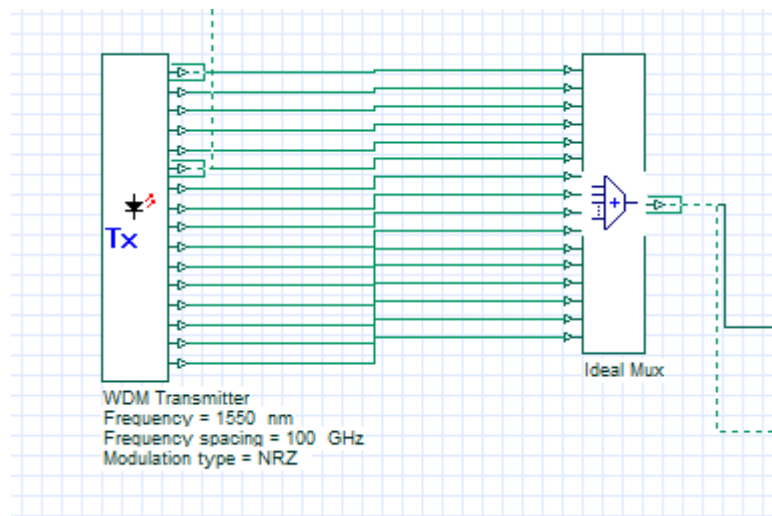 Tx
WDM Transmitter
Frequency = 1550 nm
Frequency spacing = 100 GHz
Modulation type = NRZ
Ideal Mux